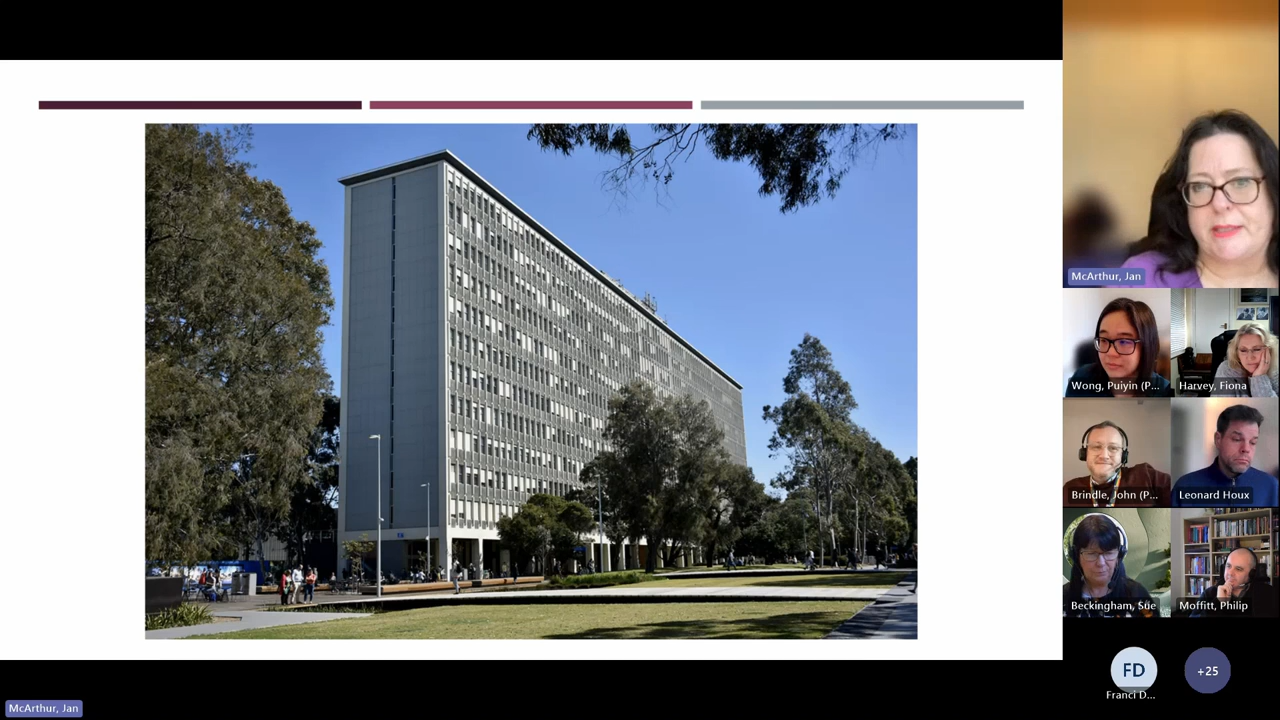 McArthur, Jan
Wong, Puiyin (P...
Harvey, Fiona
Brindle, John (P...
Leonard Houx
Beckingham, Sue
Moffitt, Philip
FD
+25
Franci D...
McArthur, Jan